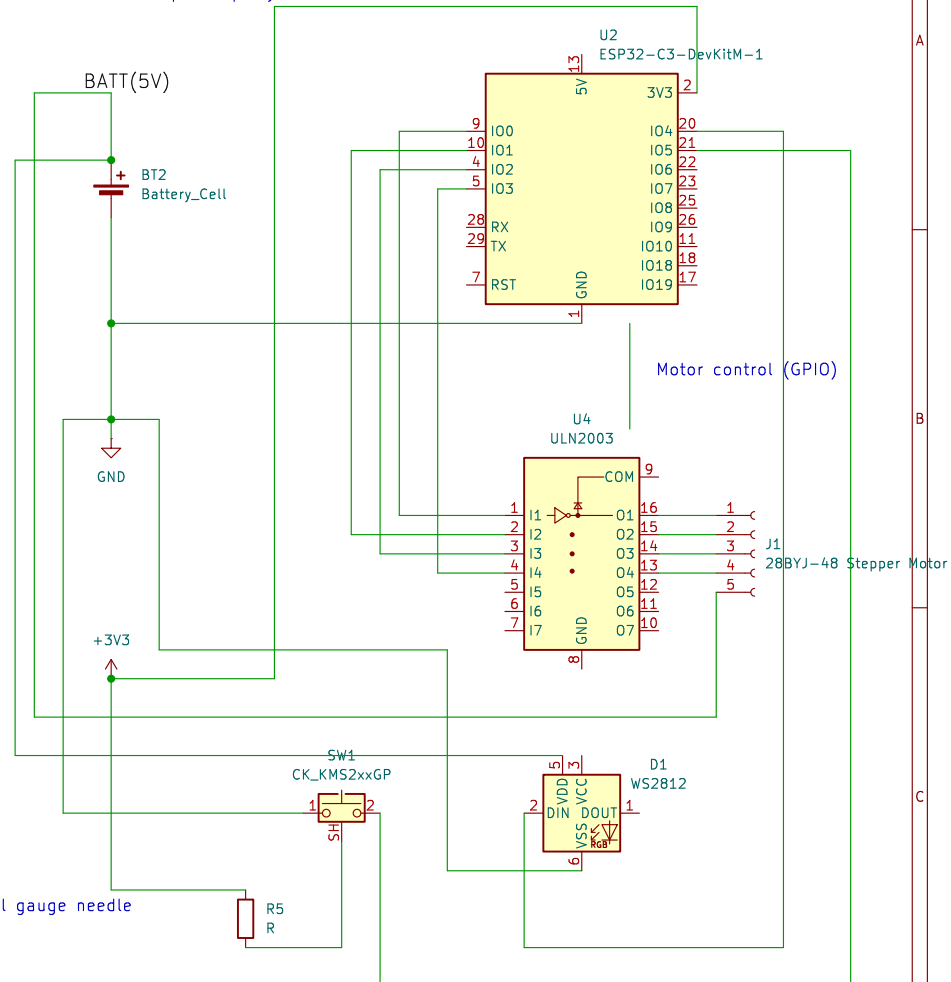 A
U2
ESP32-C3-DevKitM-1
BATT(5V)
13
5V
3V3 2
9 IO0
IO4 20
10 IO1
IO5 21
4 IO2
IO6 22
5 IO3
IO7 23
IO8 25
28 RX
IO9 26
29 TX
IO10 11
IO18 18
7 RST
IO19 17
GND
1
+
BT2
Battery_Cell
Motor control (GPIO)
B
GND
U4
ULN2003
COM 9
1 I1
O1 16
2 I2
O2 15
3 I3
O3 14
4 I4
O4 13
5 I5
O5 12
6 I6
O6 11
7 I7
O7 10
GND
8
1
2
3
4
5
J1
28BYJ-48 Stepper Motor
+3V3
SW1
CK_KMS2xxGP
1
2
SH
D1
WS2812
5
3
VDD
VCC
2 DIN
DOUT 1
VSS
RGB
6
C
l gauge needle
R5
R